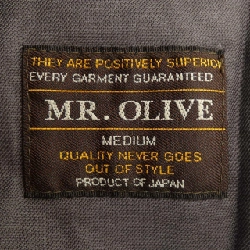 THEY ARE POSITIVELY SUPERIOR
EVERY GARMENT GUARANTEED
MR. OLIVE
MEDIUM
QUALITY NEVER GOES
OUT OF STYLE
PRODUCT OF JAPAN